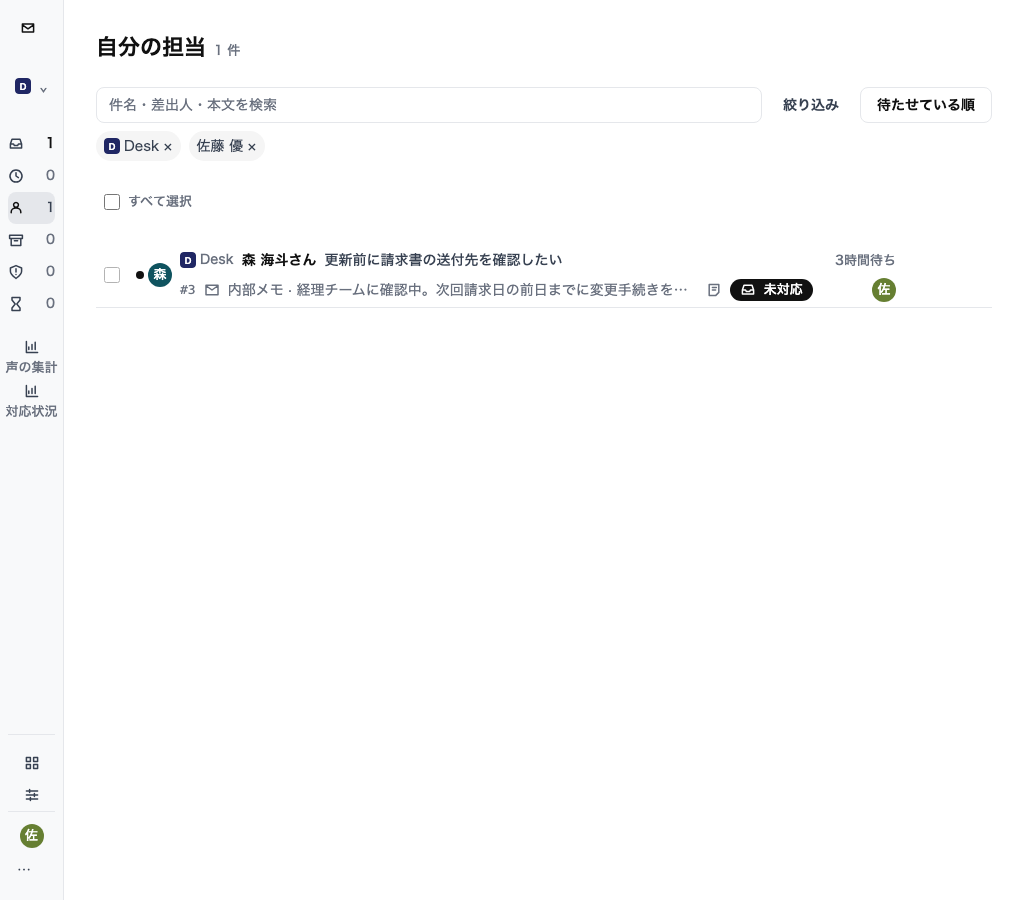 自分の担当 1 件
D
件名・差出人・本文を検索
絞り込み
待たせている順
D Desk ×
佐藤 優 ×
1
0
1
0
0
0
すべて選択
D Desk 森 海斗さん 更新前に請求書の送付先を確認したい 3時間待ち
森
#3 内部メモ · 経理チームに確認中。次回請求日の前日までに変更手続きを… 未対応 佐
声の集計
対応状況
佐
…